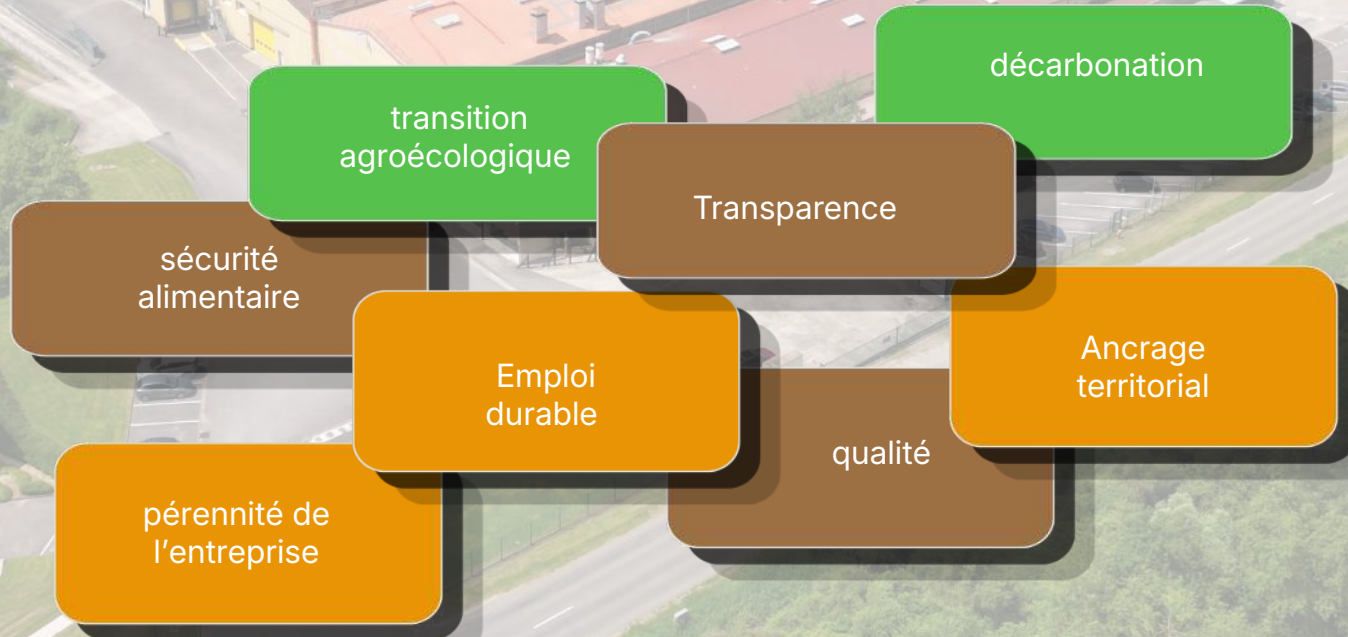 décarbonation
transition
agroécologique
Transparence
sécurité
alimentaire
Ancrage
territorial
Emploi
durable
qualité
pérennité de
l’entreprise